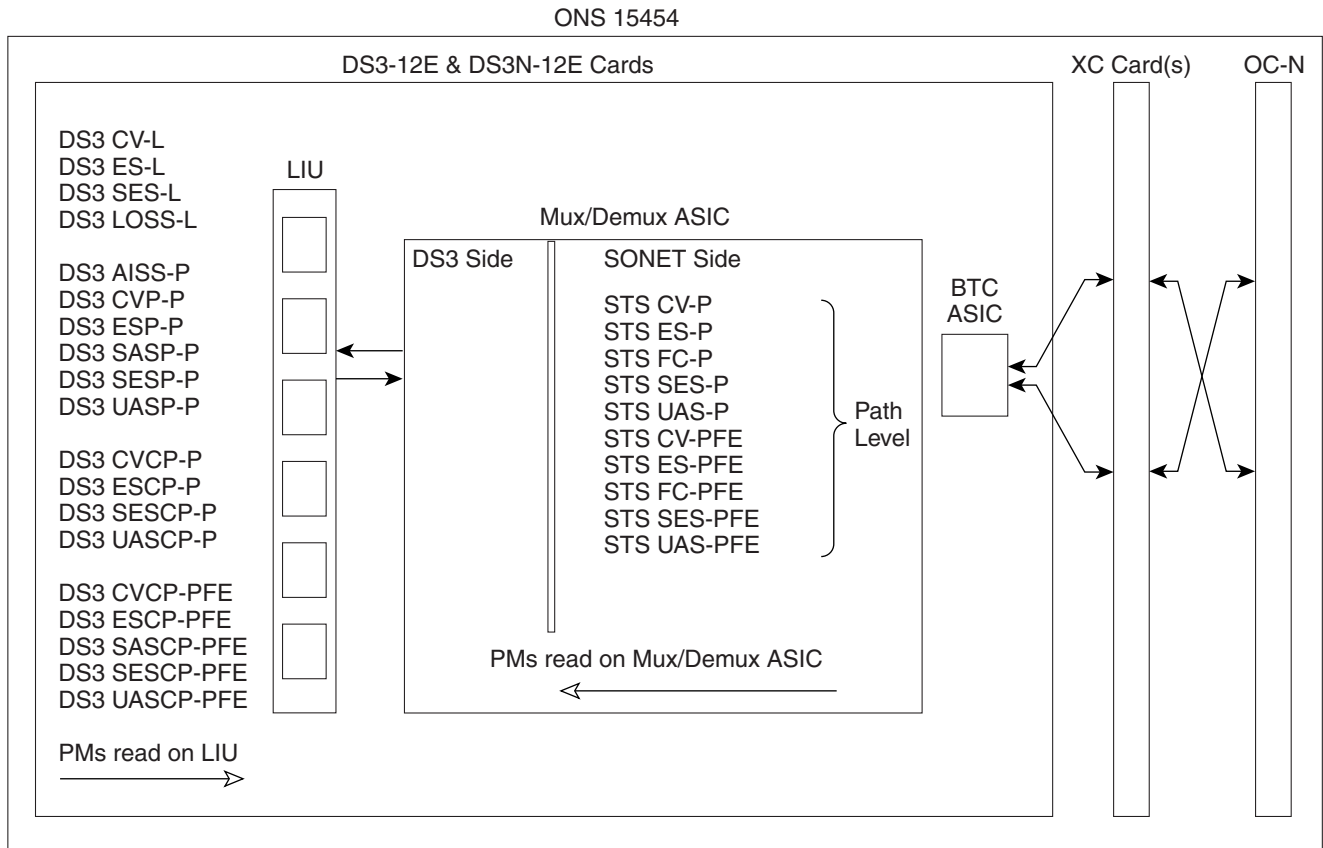 ONS 15454
DS3-12E & DS3N-12E Cards
XC Card(s)
OC-N
DS3 CV-L
DS3 ES-L
DS3 SES-L
DS3 LOSS-L
DS3 AISS-P
DS3 CVP-P
DS3 ESP-P
DS3 SASP-P
DS3 SESP-P
DS3 UASP-P
DS3 CVCP-P
DS3 ESCP-P
DS3 SESCP-P
DS3 UASCP-P
DS3 CVCP-PFE
DS3 ESCP-PFE
DS3 SASCP-PFE
DS3 SESCP-PFE
DS3 UASCP-PFE
PMs read on LIU
LIU
Mux/Demux ASIC
DS3 Side
SONET Side
STS CV-P
STS ES-P
STS FC-P
STS SES-P
STS UAS-P
STS CV-PFE
STS ES-PFE
STS FC-PFE
STS SES-PFE
STS UAS-PFE
Path
Level
PMs read on Mux/Demux ASIC
BTC
ASIC